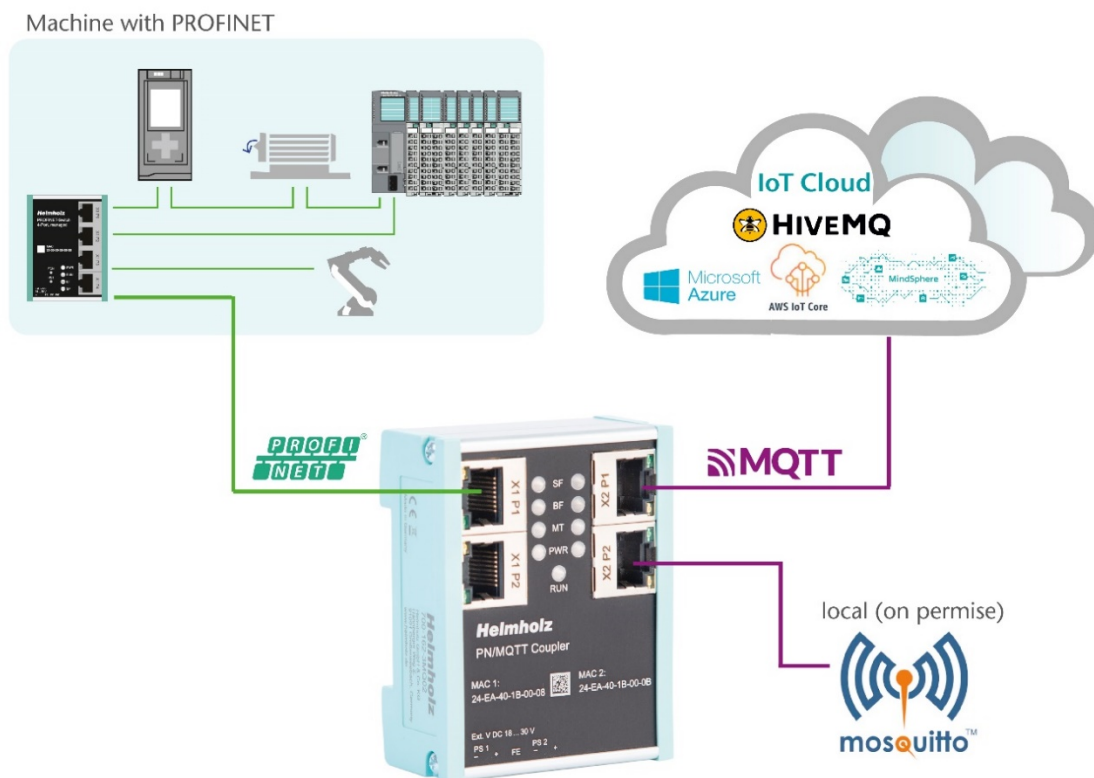 Machine with PROFINET
Helmholz
IoT Cloud
HIVEMQ
Microsoft
Azure
AWS IoT Core
MindSphere
PROFI®
NET
MQTT
X1 P1
X1 P2
SF
BF
MT
PWR
RUN
X2 P1
X2 P2
Helmholz
PN/MQTT Coupler
MAC 1:
24-EA-40-1B-00-08
MAC 2:
24-EA-40-1B-00-0B
Ext. V DC 18 ... 30 V
PS 1
FE
PS 2
− +
− +
Helmholz
local (on permise)
mosquitto™